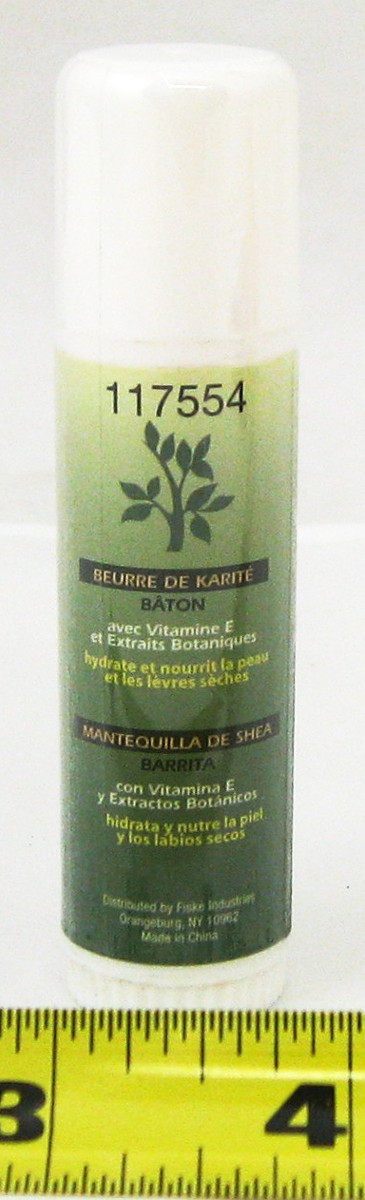 117554
BEURRE DE KARITÉ
BÂTON
avec Vitamine E
et Extraits Botaniques
hydrate et nourrit la peau
et les lèvres sèches
MANTEQUILLA DE SHEA
BARRITA
con Vitamina E
y Extractos Botánicos
hidrata y nutre la piel
y los labios secos
Distributed by Fiske Industries
Orangeburg, NY 10962
Made in China
3 4